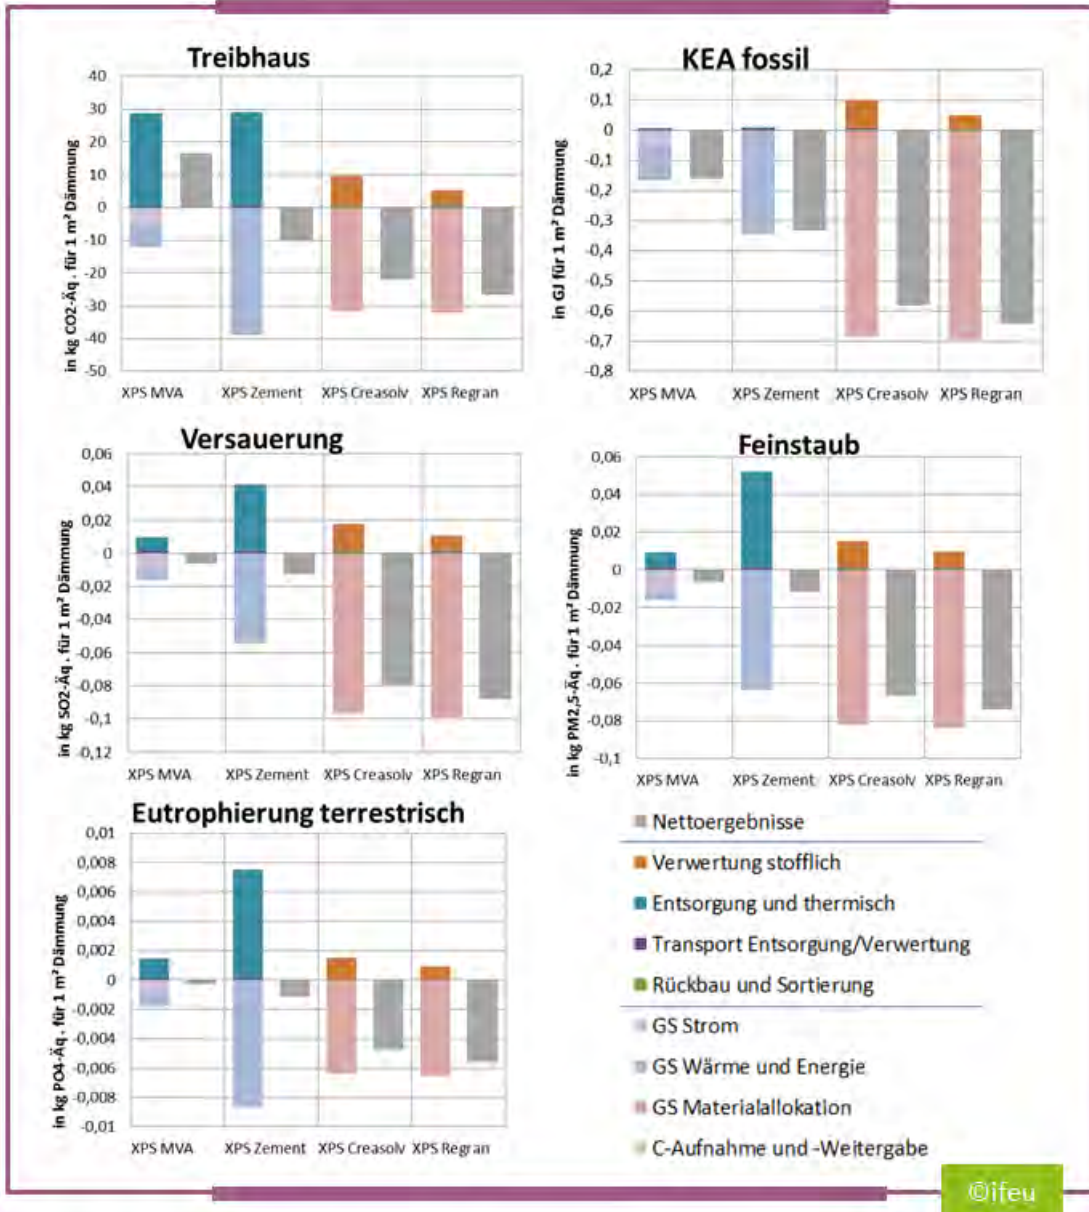 Treibhaus
in kg CO2-Äq . für 1 m² Dämmung
40
30
20
10
0
-10
-20
-30
-40
-50
XPS MVA XPS Zement XPS Creasolv XPS Regran
KEA fossil
in GJ für 1 m² Dämmung
0,2
0,1
0
-0,1
-0,2
-0,3
-0,4
-0,5
-0,6
-0,7
-0,8
XPS MVA XPS Zement XPS Creasolv XPS Regran
Versauerung
in kg SO2-Äq . für 1 m² Dämmung
0,06
0,04
0,02
0
-0,02
-0,04
-0,06
-0,08
-0,1
-0,12
XPS MVA XPS Zement XPS Creasolv XPS Regran
Feinstaub
in kg PM2,5-Äq . für 1 m² Dämmung
0,06
0,04
0,02
0
-0,02
-0,04
-0,06
-0,08
-0,1
XPS MVA XPS Zement XPS Creasolv XPS Regran
Eutrophierung terrestrisch
in kg PO4-Äq . für 1 m² Dämmung
0,01
0,008
0,006
0,004
0,002
0
-0,002
-0,004
-0,006
-0,008
-0,01
XPS MVA XPS Zement XPS Creasolv XPS Regran
Nettoergebnisse
Verwertung stofflich
Entsorgung und thermisch
Transport Entsorgung/Verwertung
Rückbau und Sortierung
GS Strom
GS Wärme und Energie
GS Materialallokation
C-Aufnahme und -Weitergabe
©ifeu